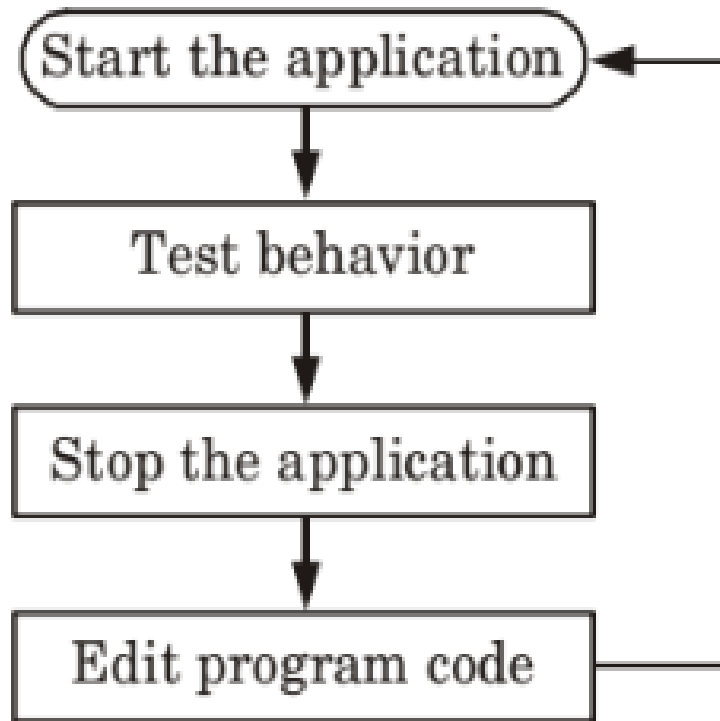 Start the application
Test behavior
Stop the application
Edit program code